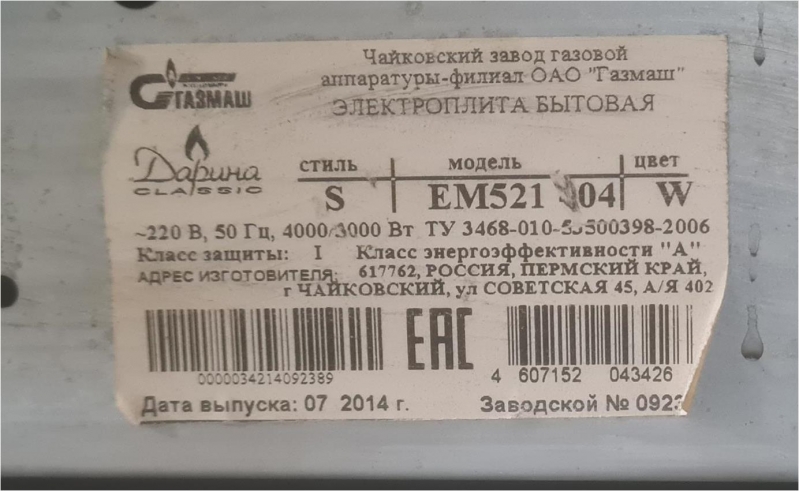 Чайковский завод газовой
аппаратуры-филиал ОАО "Газмаш"
ГАЗМАШ
ЭЛЕКТРОПЛИТА БЫТОВАЯ
Дарина
CLASSIC
стиль модель цвет
S EM521 04 W
~220 В, 50 Гц, 4000/3000 Вт ТУ 3468-010-
Класс защиты: I Класс энергоэффективности "А"
АДРЕС ИЗГОТОВИТЕЛЯ: 617762, РОССИЯ, ПЕРМСКИЙ КРАЙ,
г ЧАЙКОВСКИЙ, ул СОВЕТСКАЯ 45, А/Я 402
EAC
0000034214092389
4 607152 043426
Дата выпуска: 07 2014 г. Заводской № 092